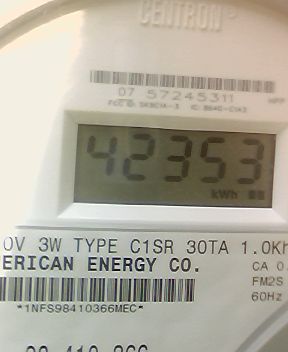 CENTRON®
07 57245311
42353
kWh
0V 3W TYPE C1SR 30TA 1.0Kh
ERICAN ENERGY CO.
CA 0.
FM2S
60Hz
*1NFS98410366MEC*